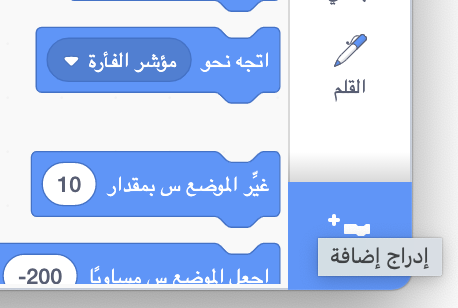 اتجه نحو مؤشر الفأرة
القلم
غيِّر الموضع س بمقدار 10
إدراج إضافة
اجعل الموضع س مساويًا -200